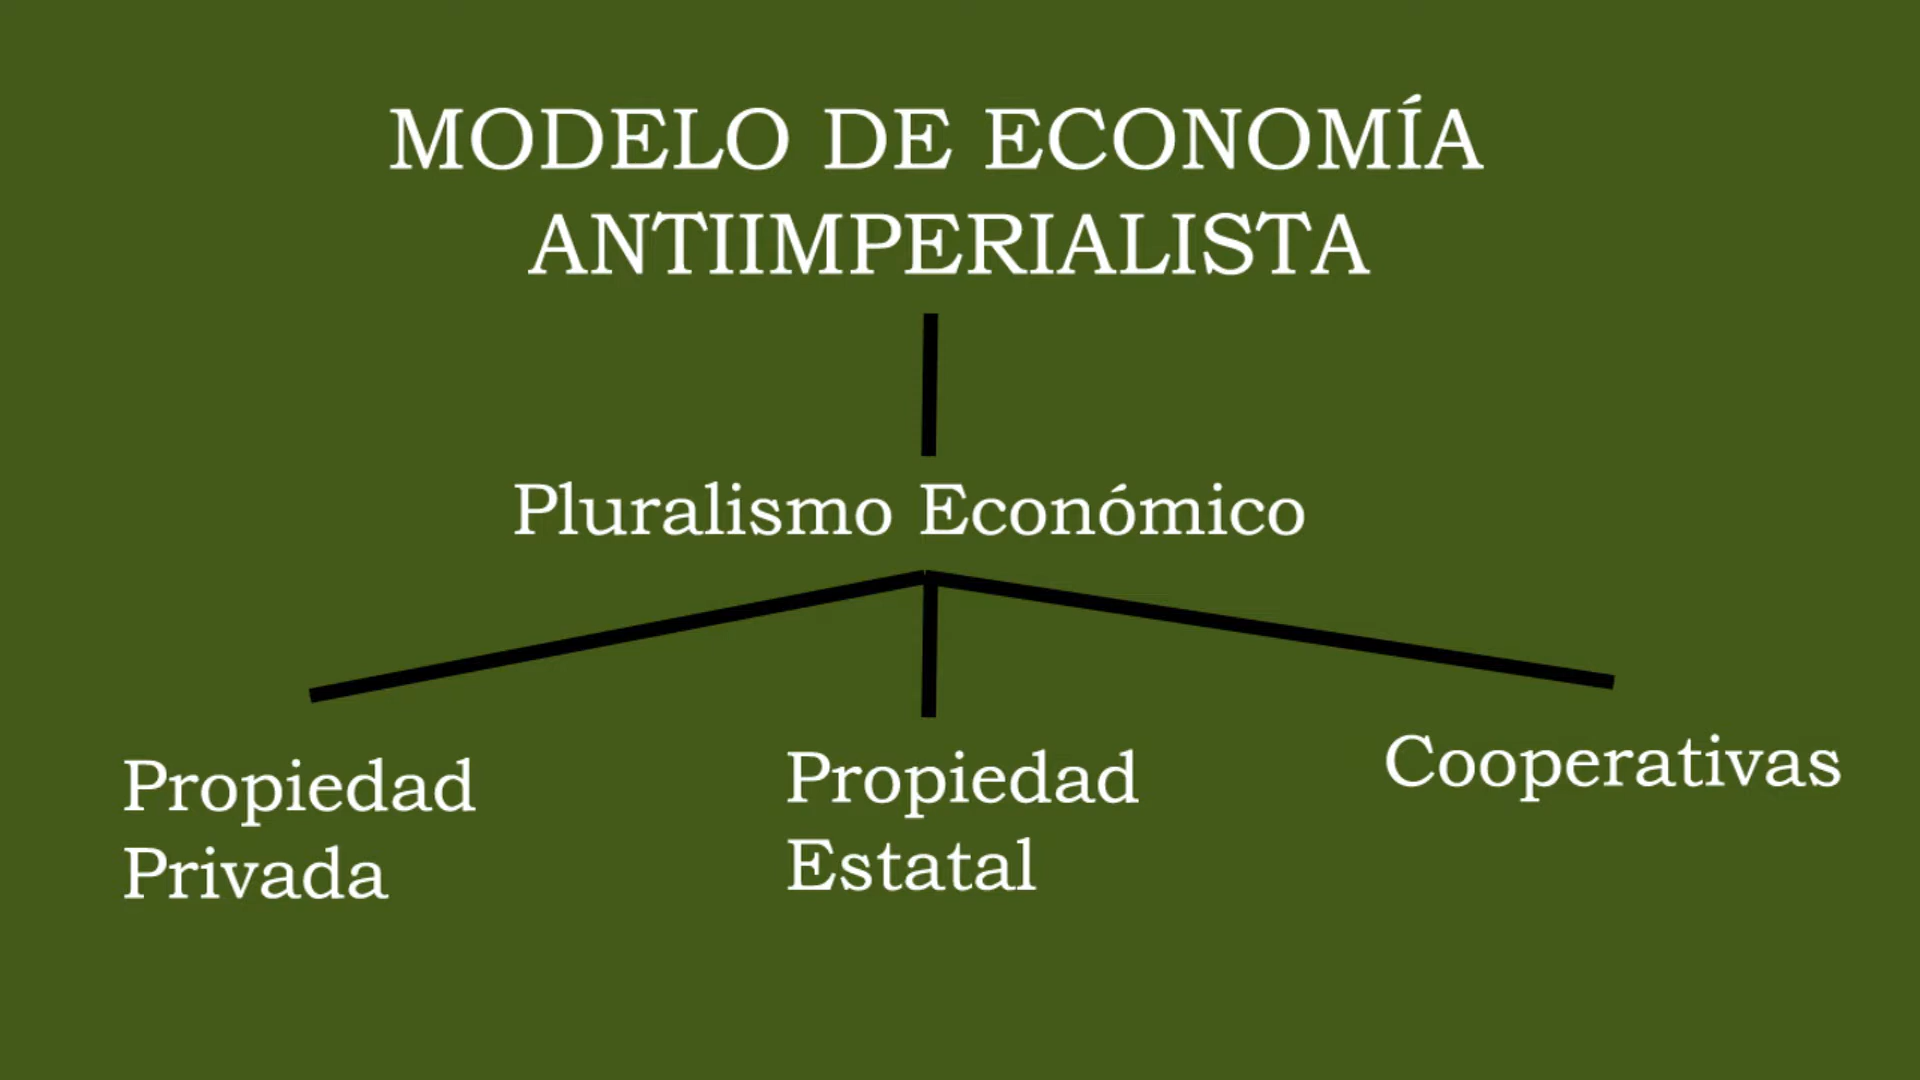 MODELO DE ECONOMÍA
ANTIIMPERIALISTA
Pluralismo Económico
Propiedad
Privada
Propiedad
Estatal
Cooperativas